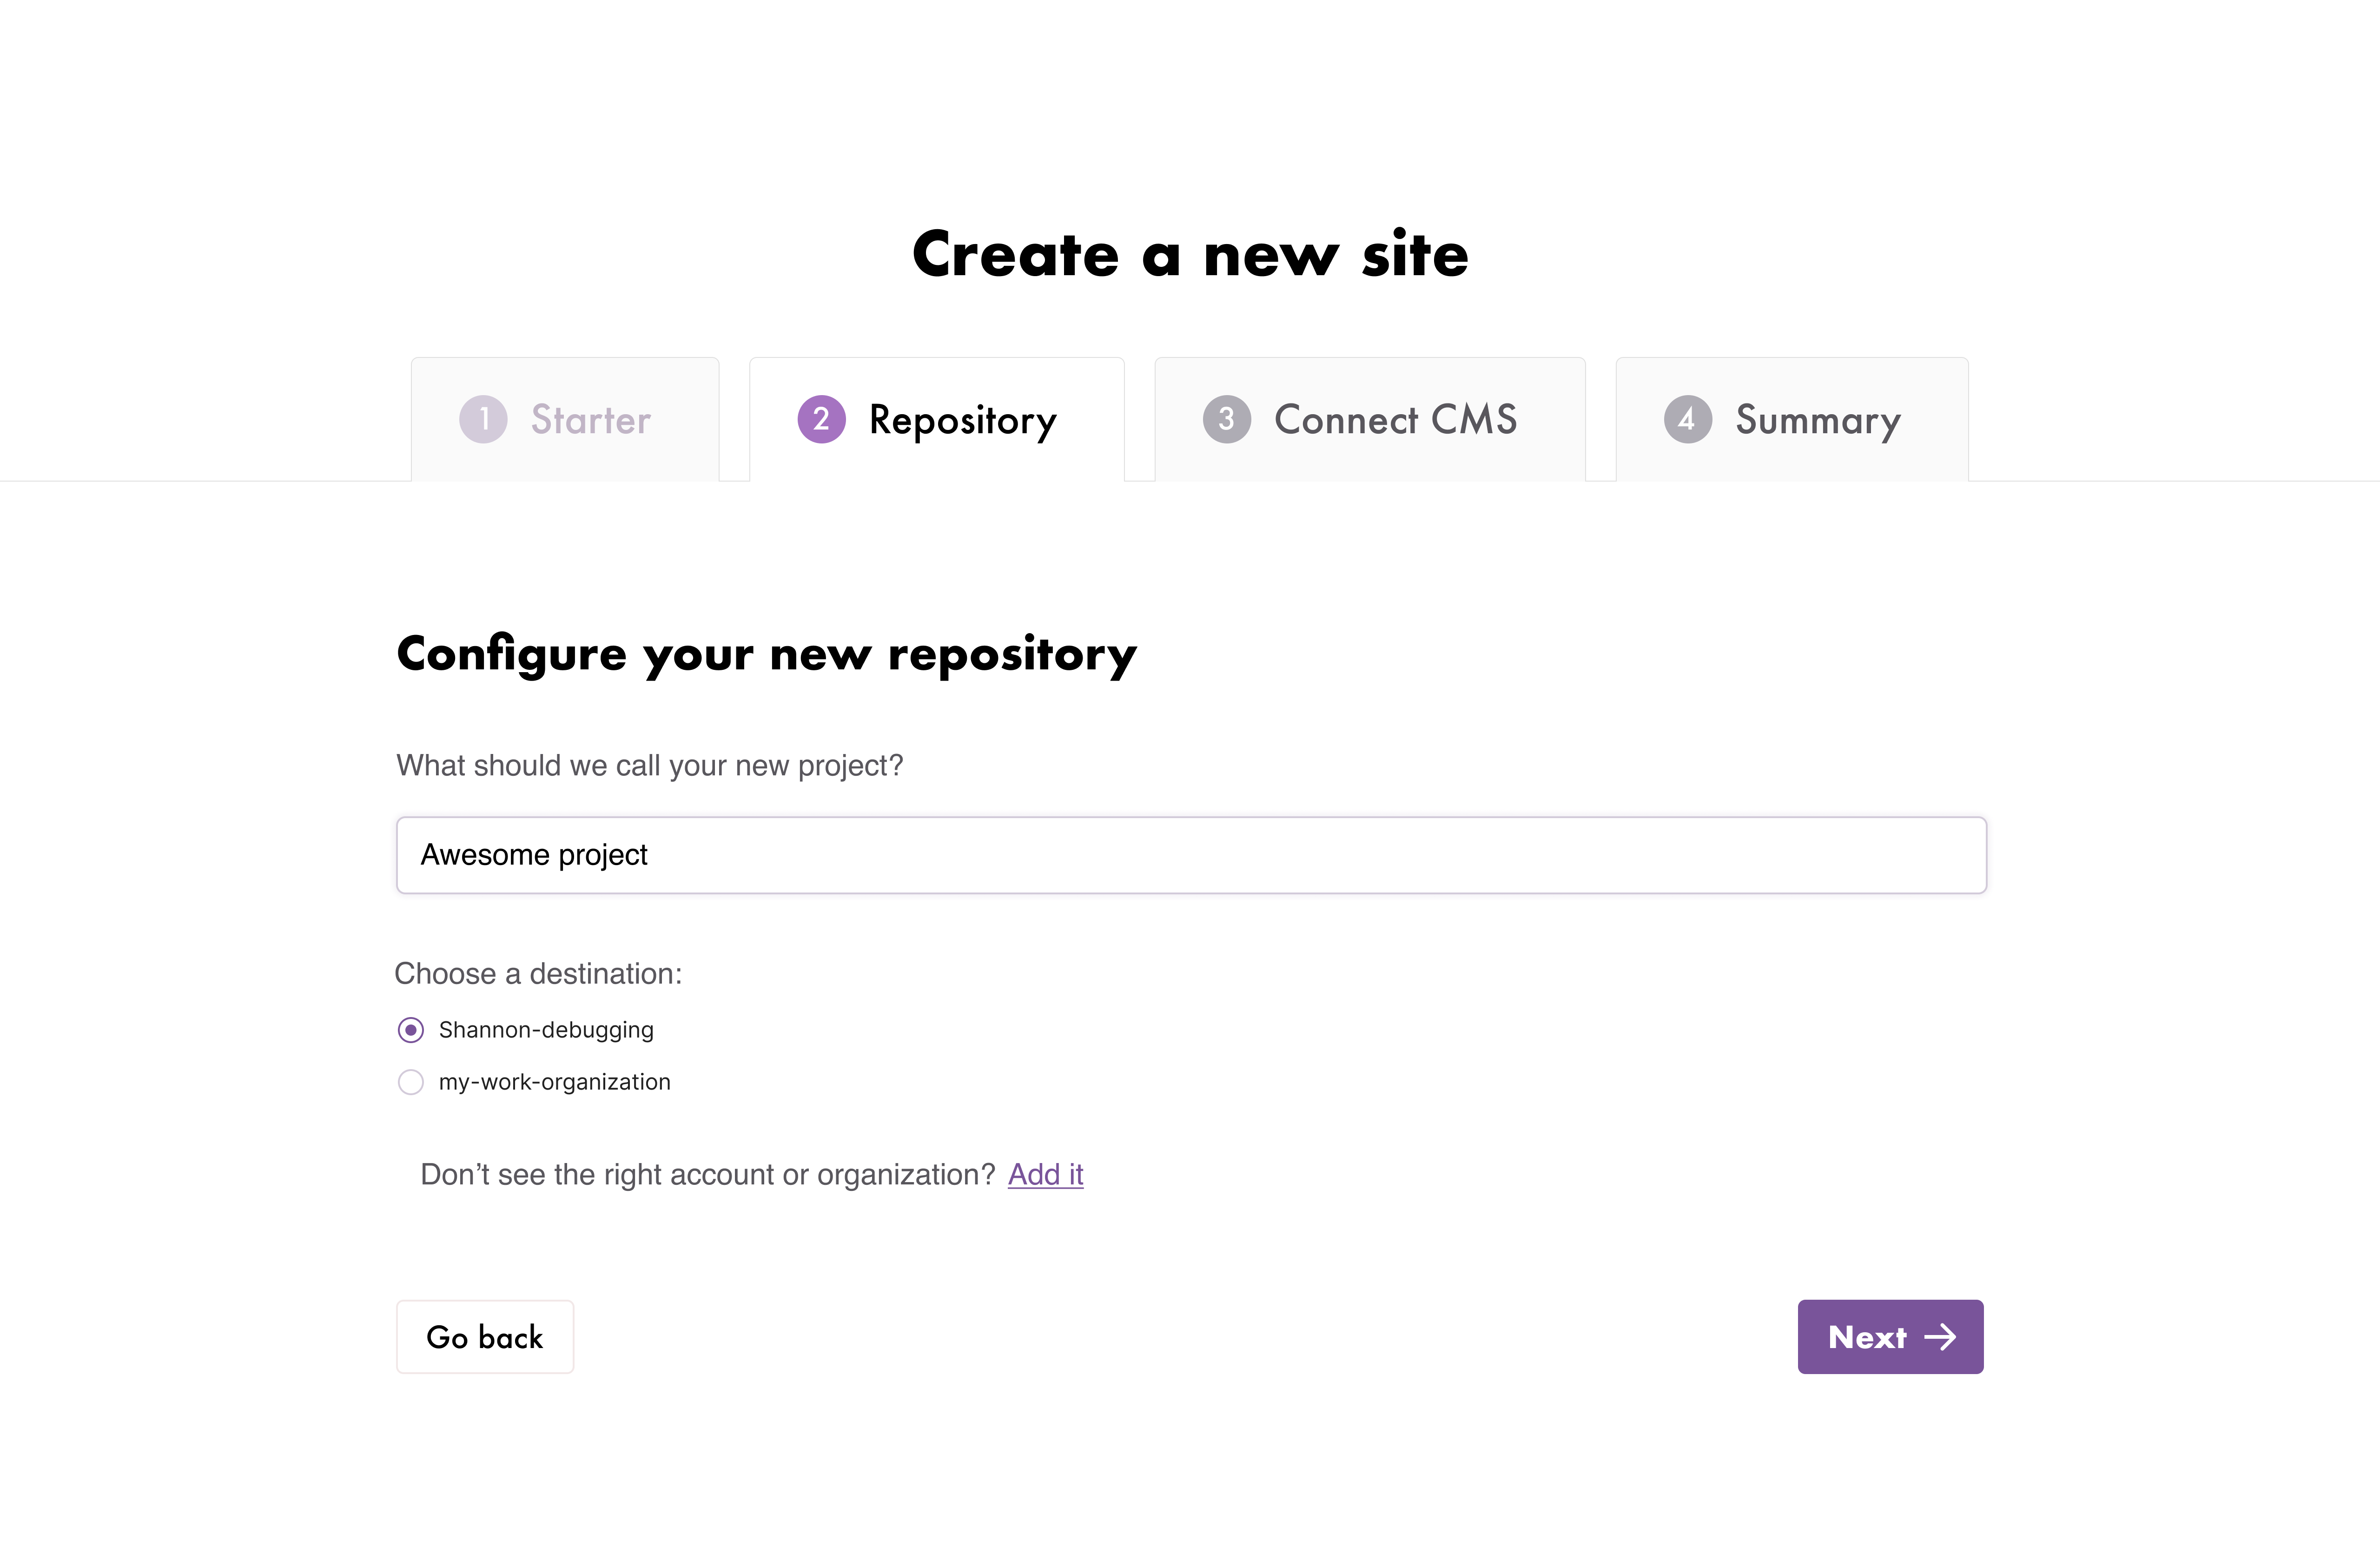 Create a new site
1 Starter
2 Repository
3 Connect CMS
4 Summary
Configure your new repository
What should we call your new project?
Awesome project
Choose a destination:
Shannon-debugging
my-work-organization
Don’t see the right account or organization? Add it
Go back
Next →